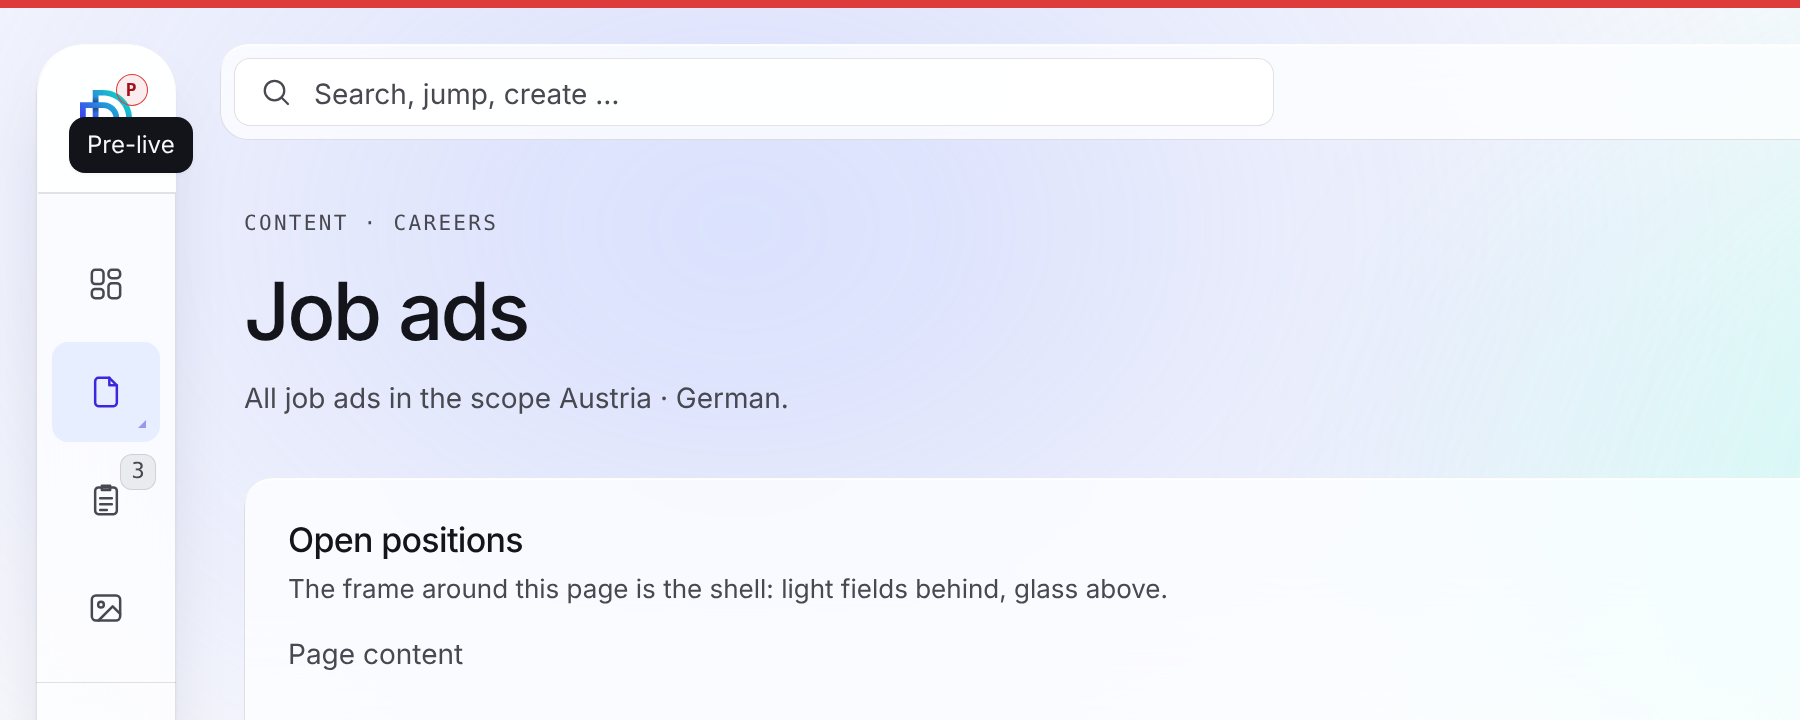 P
Pre-live
Search, jump, create ...
CONTENT · CAREERS
Job ads
All job ads in the scope Austria · German.
3
Open positions
The frame around this page is the shell: light fields behind, glass above.
Page content